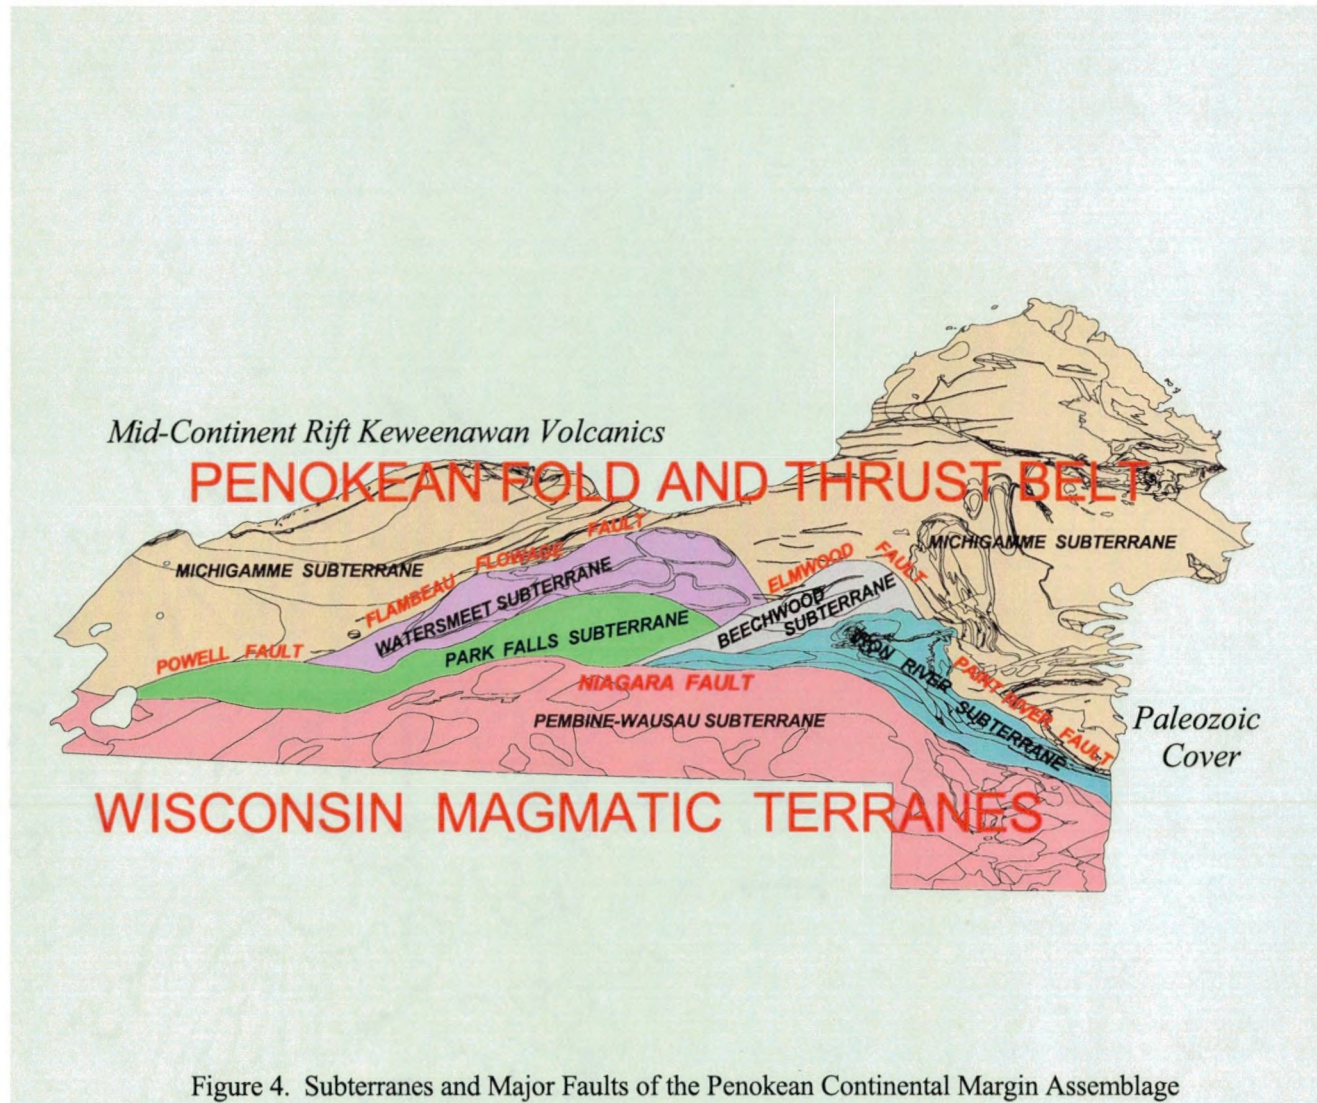 Mid-Continent Rift Keweenawan Volcanics
PENOKEAN FOLD AND THRUST BELT
FLAMBEAU FLOWAGE FAULT
MICHIGAMME SUBTERRANE
ELMWOOD FAULT
MICHIGAMME SUBTERRANE
WATERSMEET SUBTERRANE
BEECHWOOD
SUBTERRANE
PARK FALLS SUBTERRANE
POWELL FAULT
IRON RIVER SUBTERRANE
PAINT RIVER FAULT
NIAGARA FAULT
PEMBINE-WAUSAU SUBTERRANE
Paleozoic
Cover
WISCONSIN MAGMATIC TERRANES
Figure 4. Subterranes and Major Faults of the Penokean Continental Margin Assemblage